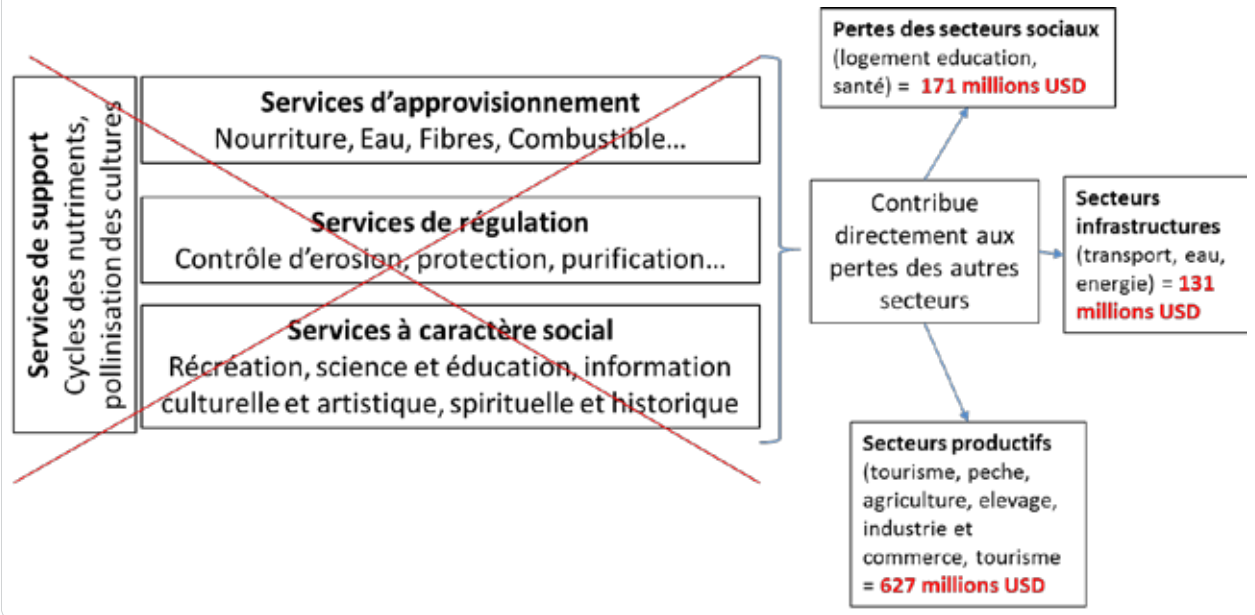 Services de support
Cycles des nutriments,
pollinisation des cultures
Services d'approvisionnement
Nourriture, Eau, Fibres, Combustible...
Services de régulation
Contrôle d'erosion, protection, purification...
Services à caractère social
Récréation, science et éducation, information
culturelle et artistique, spirituelle et historique
Contribue
directement aux
pertes des autres
secteurs
Pertes des secteurs sociaux
(logement education,
santé) = 171 millions USD
Secteurs
infrastructures
(transport, eau,
energie) = 131
millions USD
Secteurs productifs
(tourisme, peche,
agriculture, elevage,
industrie et
commerce, tourisme
= 627 millions USD